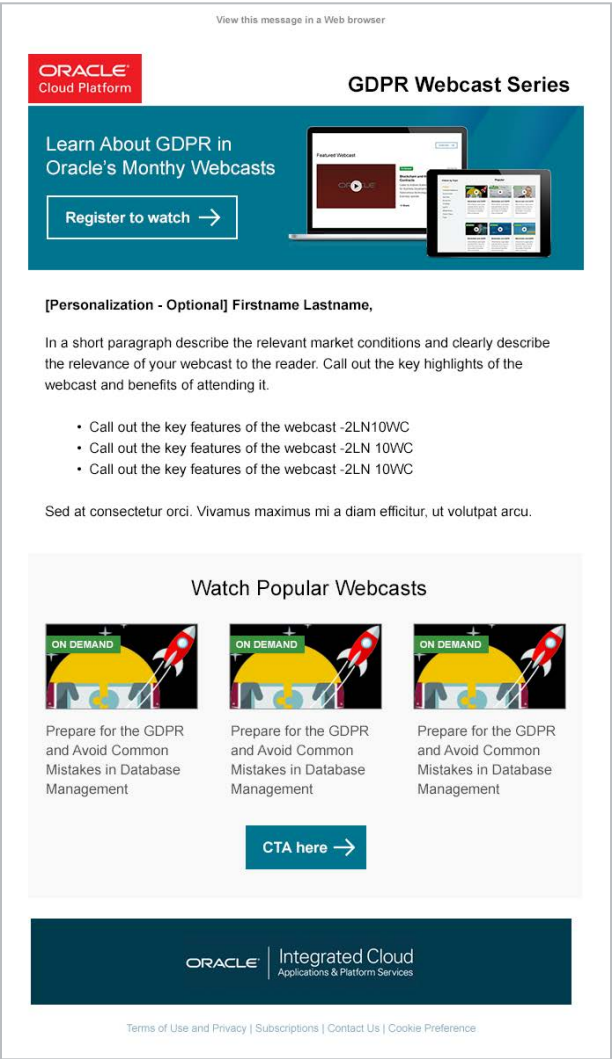 View this message in a Web browser
ORACLE
Cloud Platform
GDPR Webcast Series
Learn About GDPR in
Oracle's Monthy Webcasts
Register to watch
Featured Webcast
ORACLE
Popular
[Personalization - Optional] Firstname Lastname,
In a short paragraph describe the relevant market conditions and clearly describe
the relevance of your webcast to the reader. Call out the key highlights of the
webcast and benefits of attending it.
• Call out the key features of the webcast -2LN10WC
• Call out the key features of the webcast -2LN 10WC
• Call out the key features of the webcast -2LN 10WC
Sed at consectetur orci. Vivamus maximus mi a diam efficitur, ut volutpat arcu.
Watch Popular Webcasts
ON DEMAND
ON DEMAND
ON DEMAND
Prepare for the GDPR
and Avoid Common
Mistakes in Database
Management
Prepare for the GDPR
and Avoid Common
Mistakes in Database
Management
Prepare for the GDPR
and Avoid Common
Mistakes in Database
Management
CTA here
ORACLE
Integrated Cloud
Applications & Platform Services
Terms of Use and Privacy | Subscriptions | Contact Us | Cookie Preference